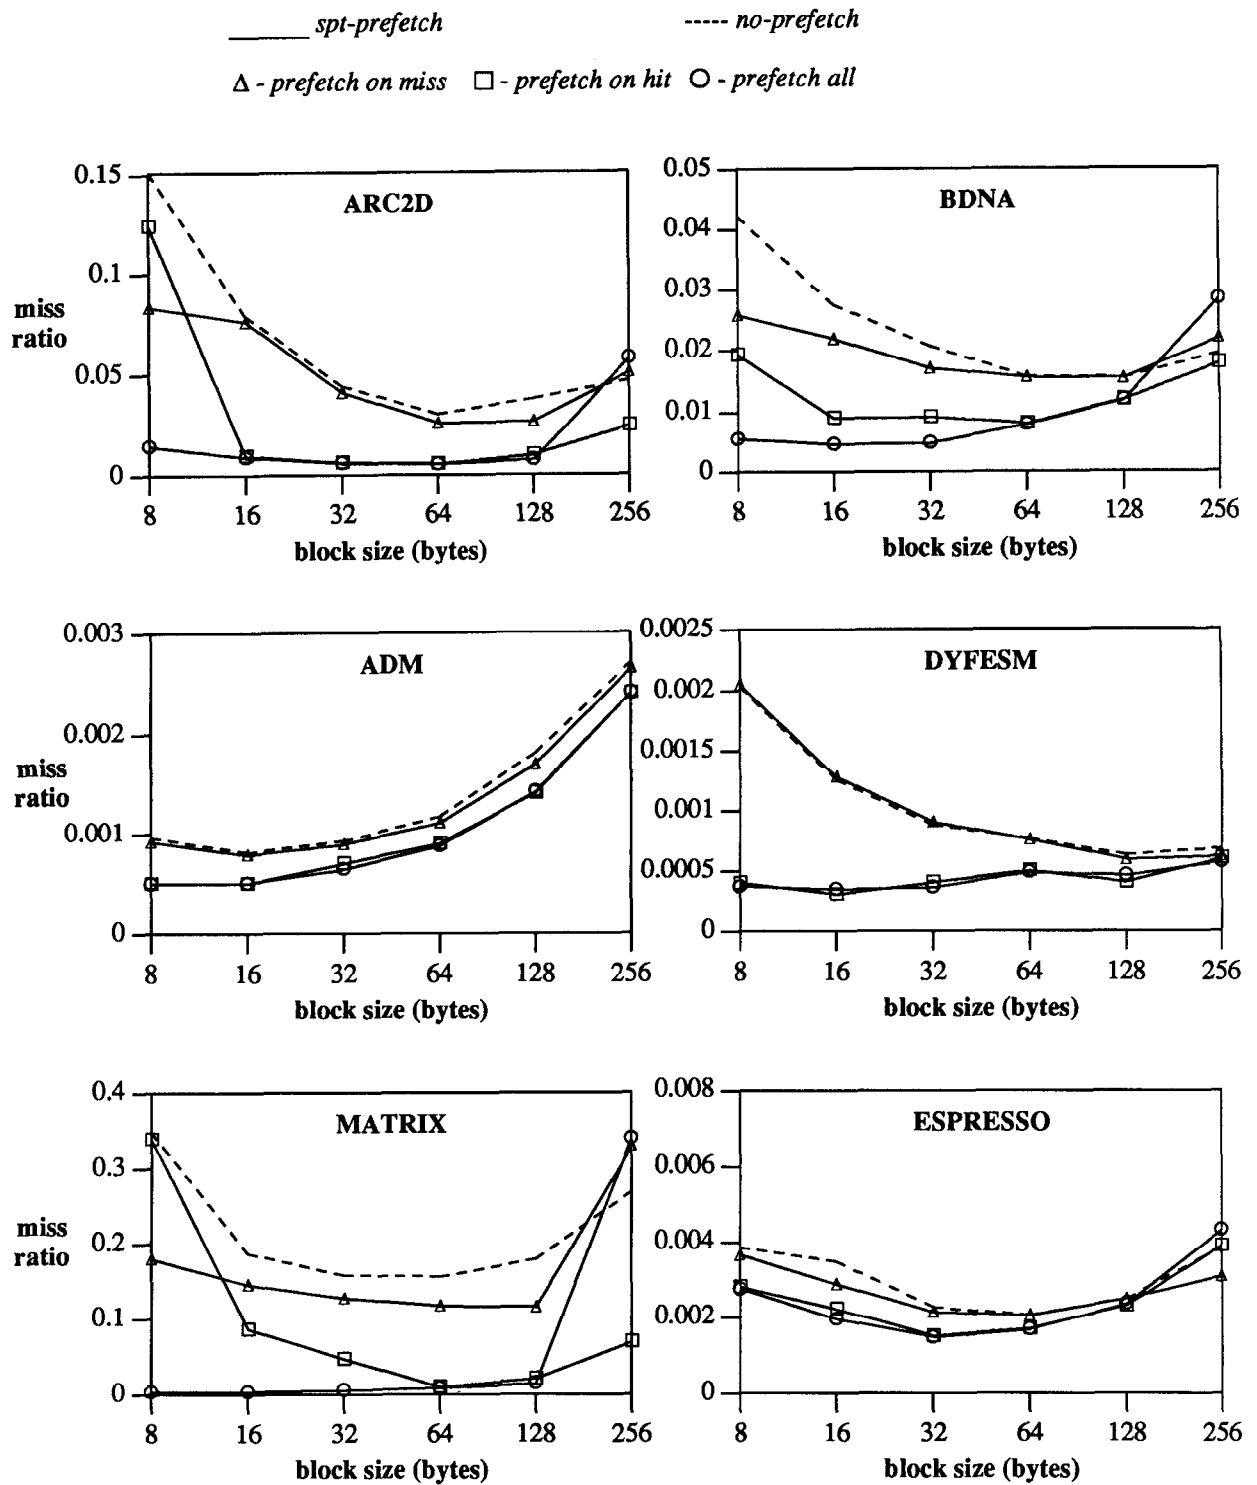 spt-prefetch no-prefetch
Δ - prefetch on miss □ - prefetch on hit ○ - prefetch all
ARC2D
miss ratio
0.15
0.1
0.05
0
8 16 32 64 128 256
block size (bytes)
BDNA
0.05
0.04
0.03
0.02
0.01
0
8 16 32 64 128 256
block size (bytes)
ADM
miss ratio
0.003
0.002
0.001
0
8 16 32 64 128 256
block size (bytes)
DYFESM
0.0025
0.002
0.0015
0.001
0.0005
0
8 16 32 64 128 256
block size (bytes)
MATRIX
miss ratio
0.4
0.3
0.2
0.1
0
8 16 32 64 128 256
block size (bytes)
ESPRESSO
0.008
0.006
0.004
0.002
0
8 16 32 64 128 256
block size (bytes)